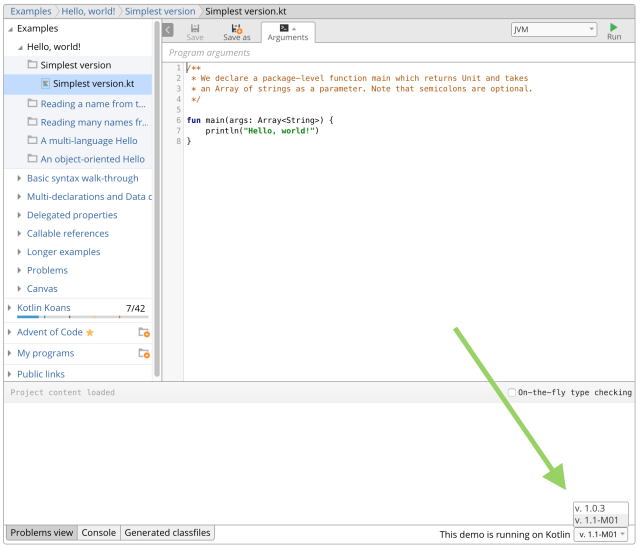 Examples Hello, world! Simplest version Simplest version.kt
Examples
Hello, world!
Simplest version
Simplest version.kt
Reading a name from t...
Reading many names fr...
A multi-language Hello
An object-oriented Hello
Basic syntax walk-through
Multi-declarations and Data c
Delegated properties
Callable references
Longer examples
Problems
Canvas
Kotlin Koans 7/42
Advent of Code
My programs
Public links
Save Save as Arguments JVM Run
Program arguments
1 /**
2 * We declare a package-level function main which returns Unit and takes
3 * an Array of strings as a parameter. Note that semicolons are optional.
4 */
5
6 fun main(args: Array<String>) {
7 println("Hello, world!")
8 }
Project content loaded On-the-fly type checking
v. 1.0.3
v. 1.1-M01
Problems view Console Generated classfiles This demo is running on Kotlin v. 1.1-M01